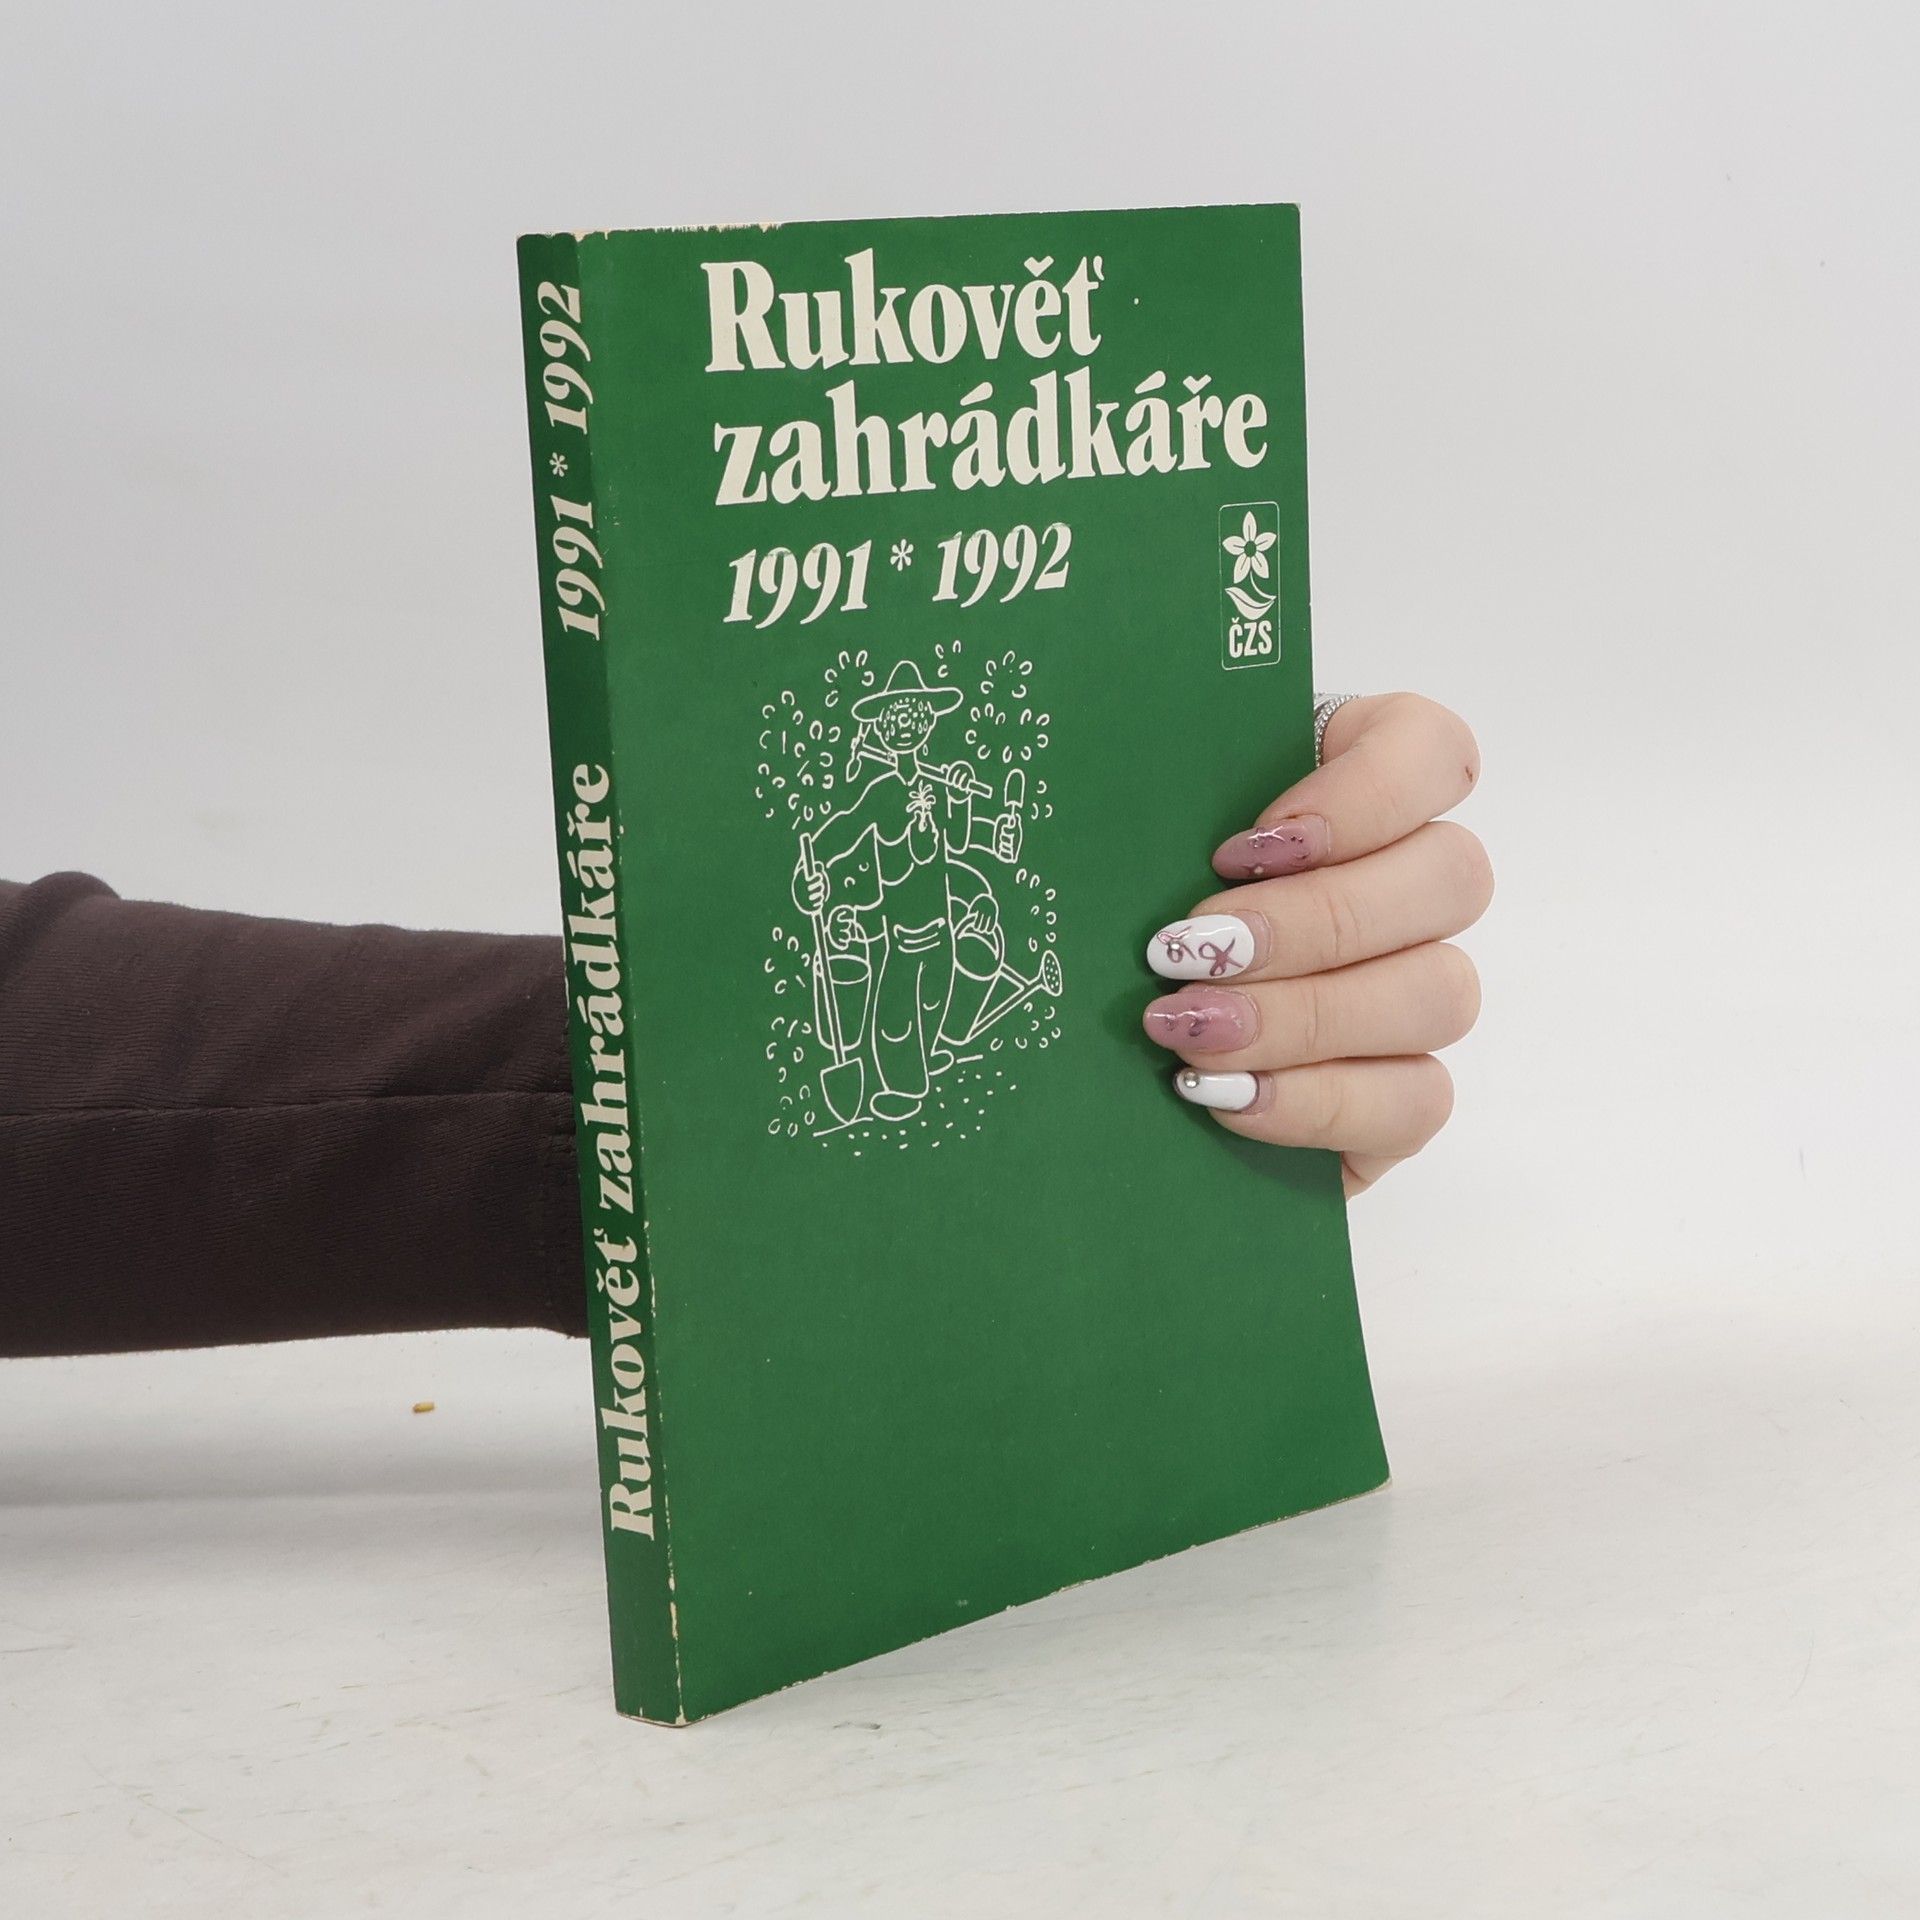 Rukověť
zahrádkáře
1991 * 1992
ČZS
Rukověť zahrádkáře 1991 * 1992